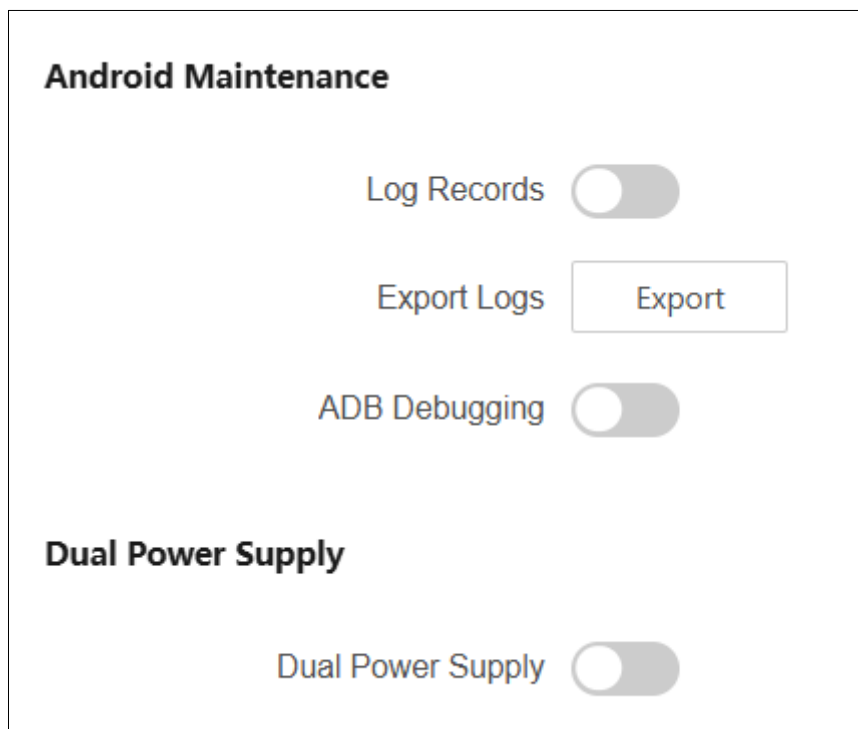 Android Maintenance
Log Records
Export Logs Export
ADB Debugging
Dual Power Supply
Dual Power Supply